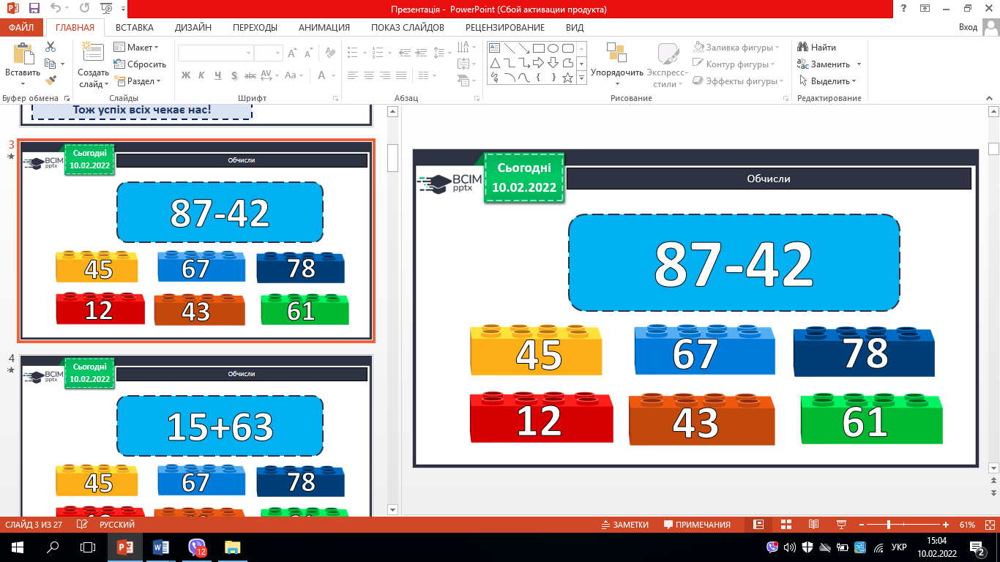 Презентація - PowerPoint (Сбой активации продукта)
ФАЙЛ ГЛАВНАЯ ВСТАВКА ДИЗАЙН ПЕРЕХОДЫ АНИМАЦИЯ ПОКАЗ СЛАЙДОВ РЕЦЕНЗИРОВАНИЕ ВИД Вход
Вставить
Создать слайд
Макет
Сбросить
Раздел
Ж К Ч S abc AV Aa A
Упорядочить
Экспресс-стили
Заливка фигуры
Контур фигуры
Эффекты фигуры
Найти
Заменить
Выделить
Буфер обмена Слайды Шрифт Абзац Рисование Редактирование
Тож успіх всіх чекає нас!
3
BCIM pptx
Сьогодні
10.02.2022
Обчисли
87-42
45 67 78
12 43 61
4
BCIM pptx
Сьогодні
10.02.2022
Обчисли
15+63
45 67 78
BCIM pptx
Сьогодні
10.02.2022
Обчисли
87-42
45 67 78
12 43 61
СЛАЙД 3 ИЗ 27 РУССКИЙ ЗАМЕТКИ ПРИМЕЧАНИЯ 61%
12
УКР
15:04
10.02.2022
2